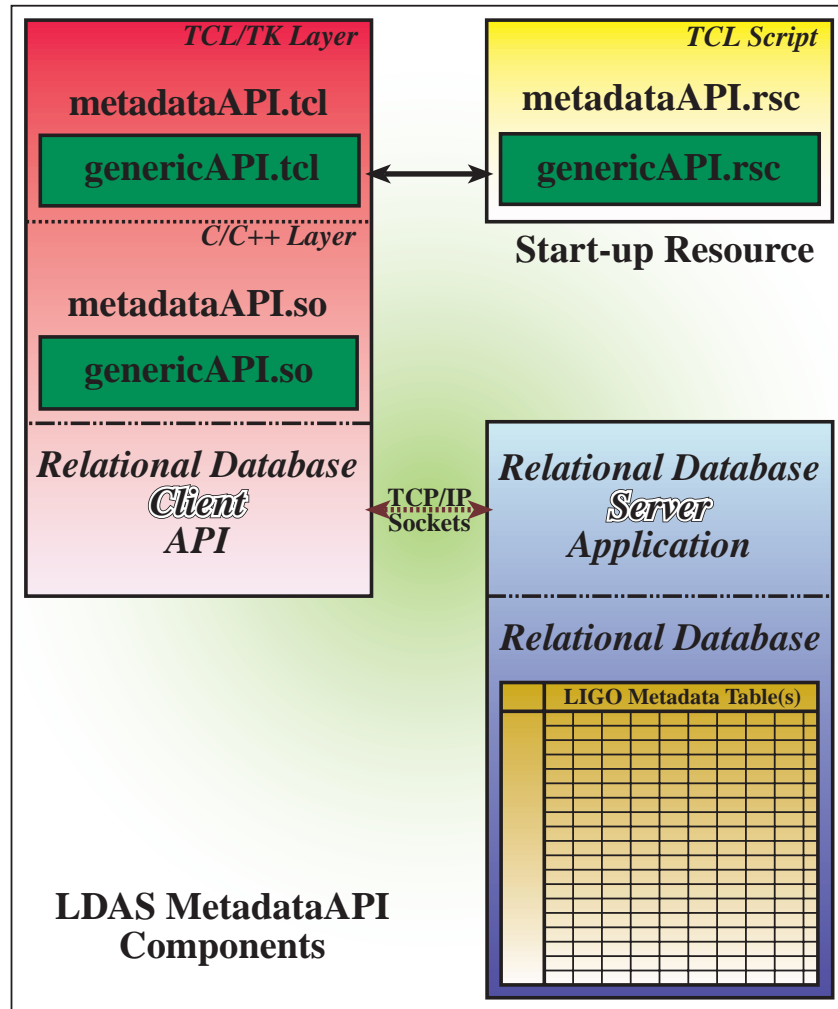 TCL/TK Layer
metadataAPI.tcl
genericAPI.tcl
C/C++ Layer
metadataAPI.so
genericAPI.so
Relational Database
Client
API
TCL Script
metadataAPI.rsc
genericAPI.rsc
Start-up Resource
TCP/IP
Sockets
Relational Database
Server
Application
Relational Database
LIGO Metadata Table(s)
LDAS MetadataAPI
Components